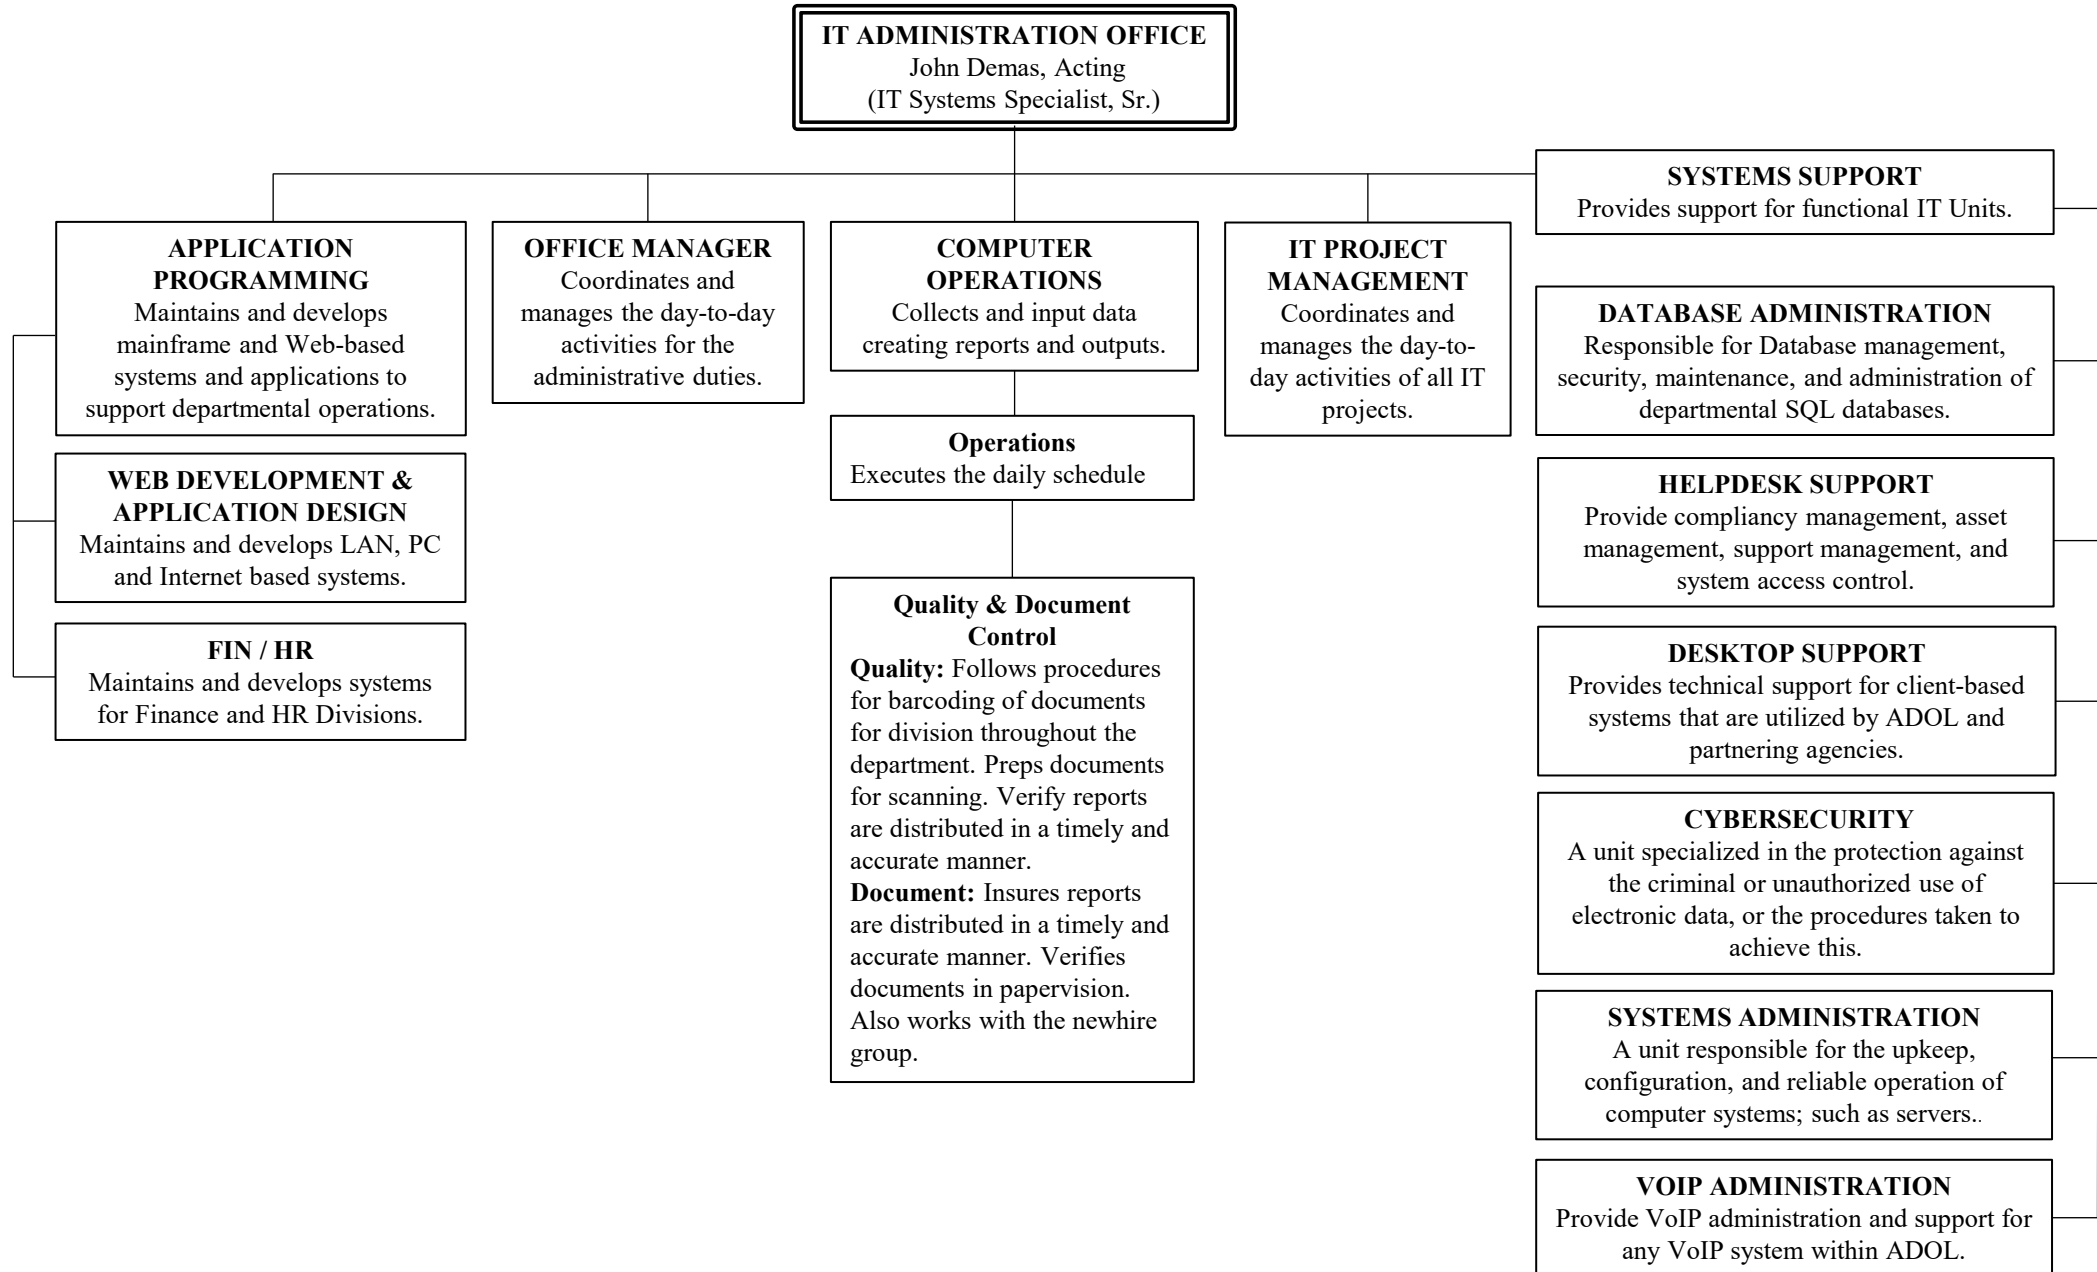 IT ADMINISTRATION OFFICE
John Demas, Acting
(IT Systems Specialist, Sr.)
APPLICATION
PROGRAMMING
Maintains and develops
mainframe and Web-based
systems and applications to
support departmental operations.
WEB DEVELOPMENT &
APPLICATION DESIGN
Maintains and develops LAN, PC
and Internet based systems.
FIN / HR
Maintains and develops systems
for Finance and HR Divisions.
OFFICE MANAGER
Coordinates and
manages the day-to-day
activities for the
administrative duties.
COMPUTER
OPERATIONS
Collects and input data
creating reports and outputs.
Operations
Executes the daily schedule
Quality & Document
Control
Quality: Follows procedures
for barcoding of documents
for division throughout the
department. Preps documents
for scanning. Verify reports
are distributed in a timely and
accurate manner.
Document: Insures reports
are distributed in a timely and
accurate manner. Verifies
documents in papervision.
Also works with the newhire
group.
IT PROJECT
MANAGEMENT
Coordinates and
manages the day-to-
day activities of all IT
projects.
SYSTEMS SUPPORT
Provides support for functional IT Units.
DATABASE ADMINISTRATION
Responsible for Database management,
security, maintenance, and administration of
departmental SQL databases.
HELPDESK SUPPORT
Provide compliancy management, asset
management, support management, and
system access control.
DESKTOP SUPPORT
Provides technical support for client-based
systems that are utilized by ADOL and
partnering agencies.
CYBERSECURITY
A unit specialized in the protection against
the criminal or unauthorized use of
electronic data, or the procedures taken to
achieve this.
SYSTEMS ADMINISTRATION
A unit responsible for the upkeep,
configuration, and reliable operation of
computer systems; such as servers..
VOIP ADMINISTRATION
Provide VoIP administration and support for
any VoIP system within ADOL.